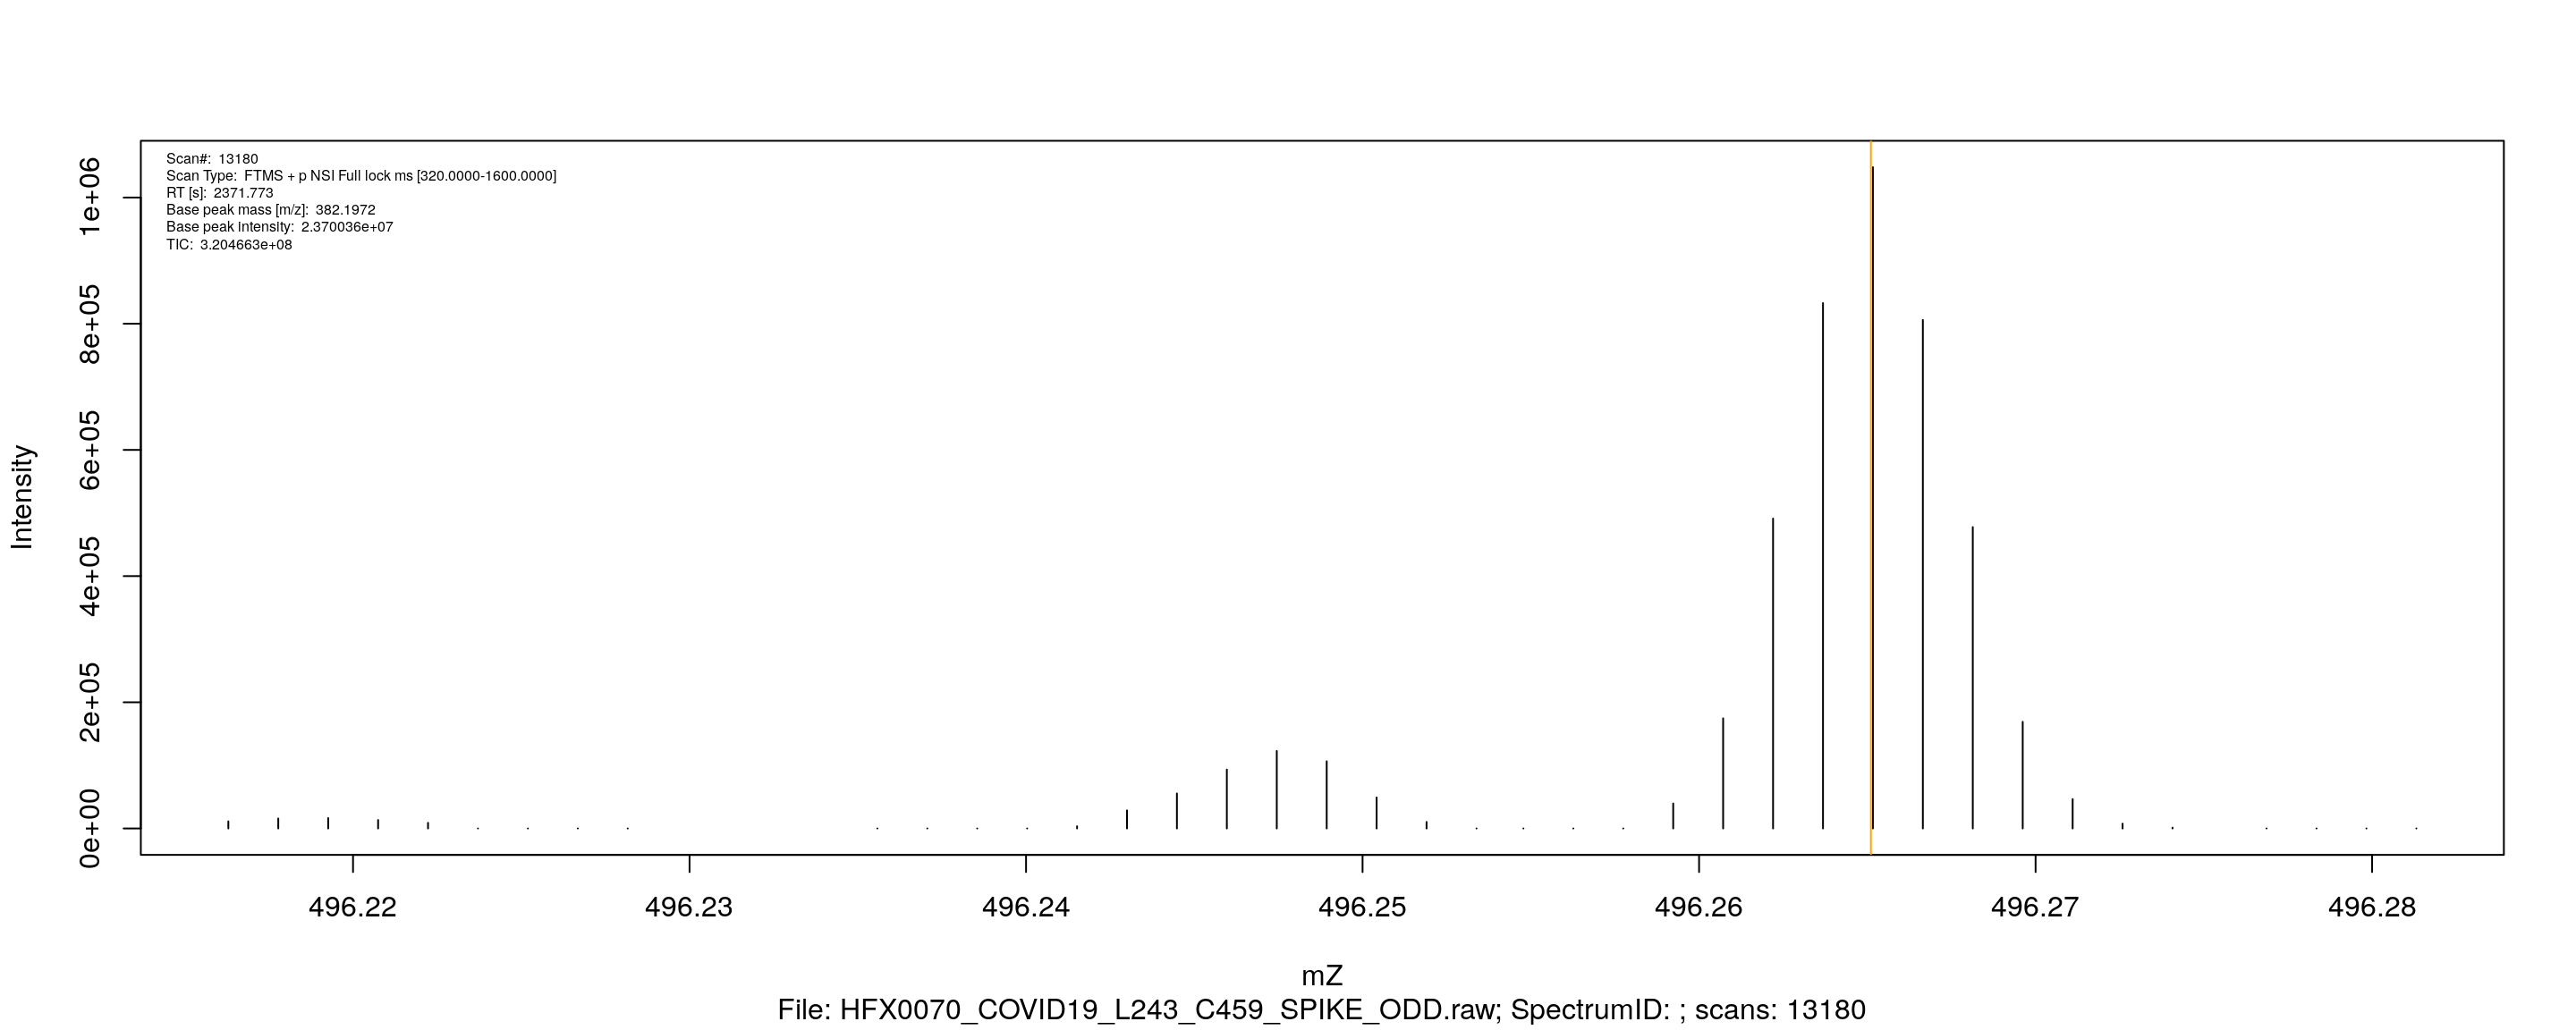 Scan#: 13180
Scan Type: FTMS + p NSI Full lock ms [320.0000-1600.0000]
RT [s]: 2371.773
Base peak mass [m/z]: 382.1972
Base peak intensity: 2.370036e+07
TIC: 3.204663e+08
Intensity
1e+06
8e+05
6e+05
4e+05
2e+05
0e+00
496.22 496.23 496.24 496.25 496.26 496.27 496.28
mZ
File: HFX0070_COVID19_L243_C459_SPIKE_ODD.raw; SpectrumID: ; scans: 13180